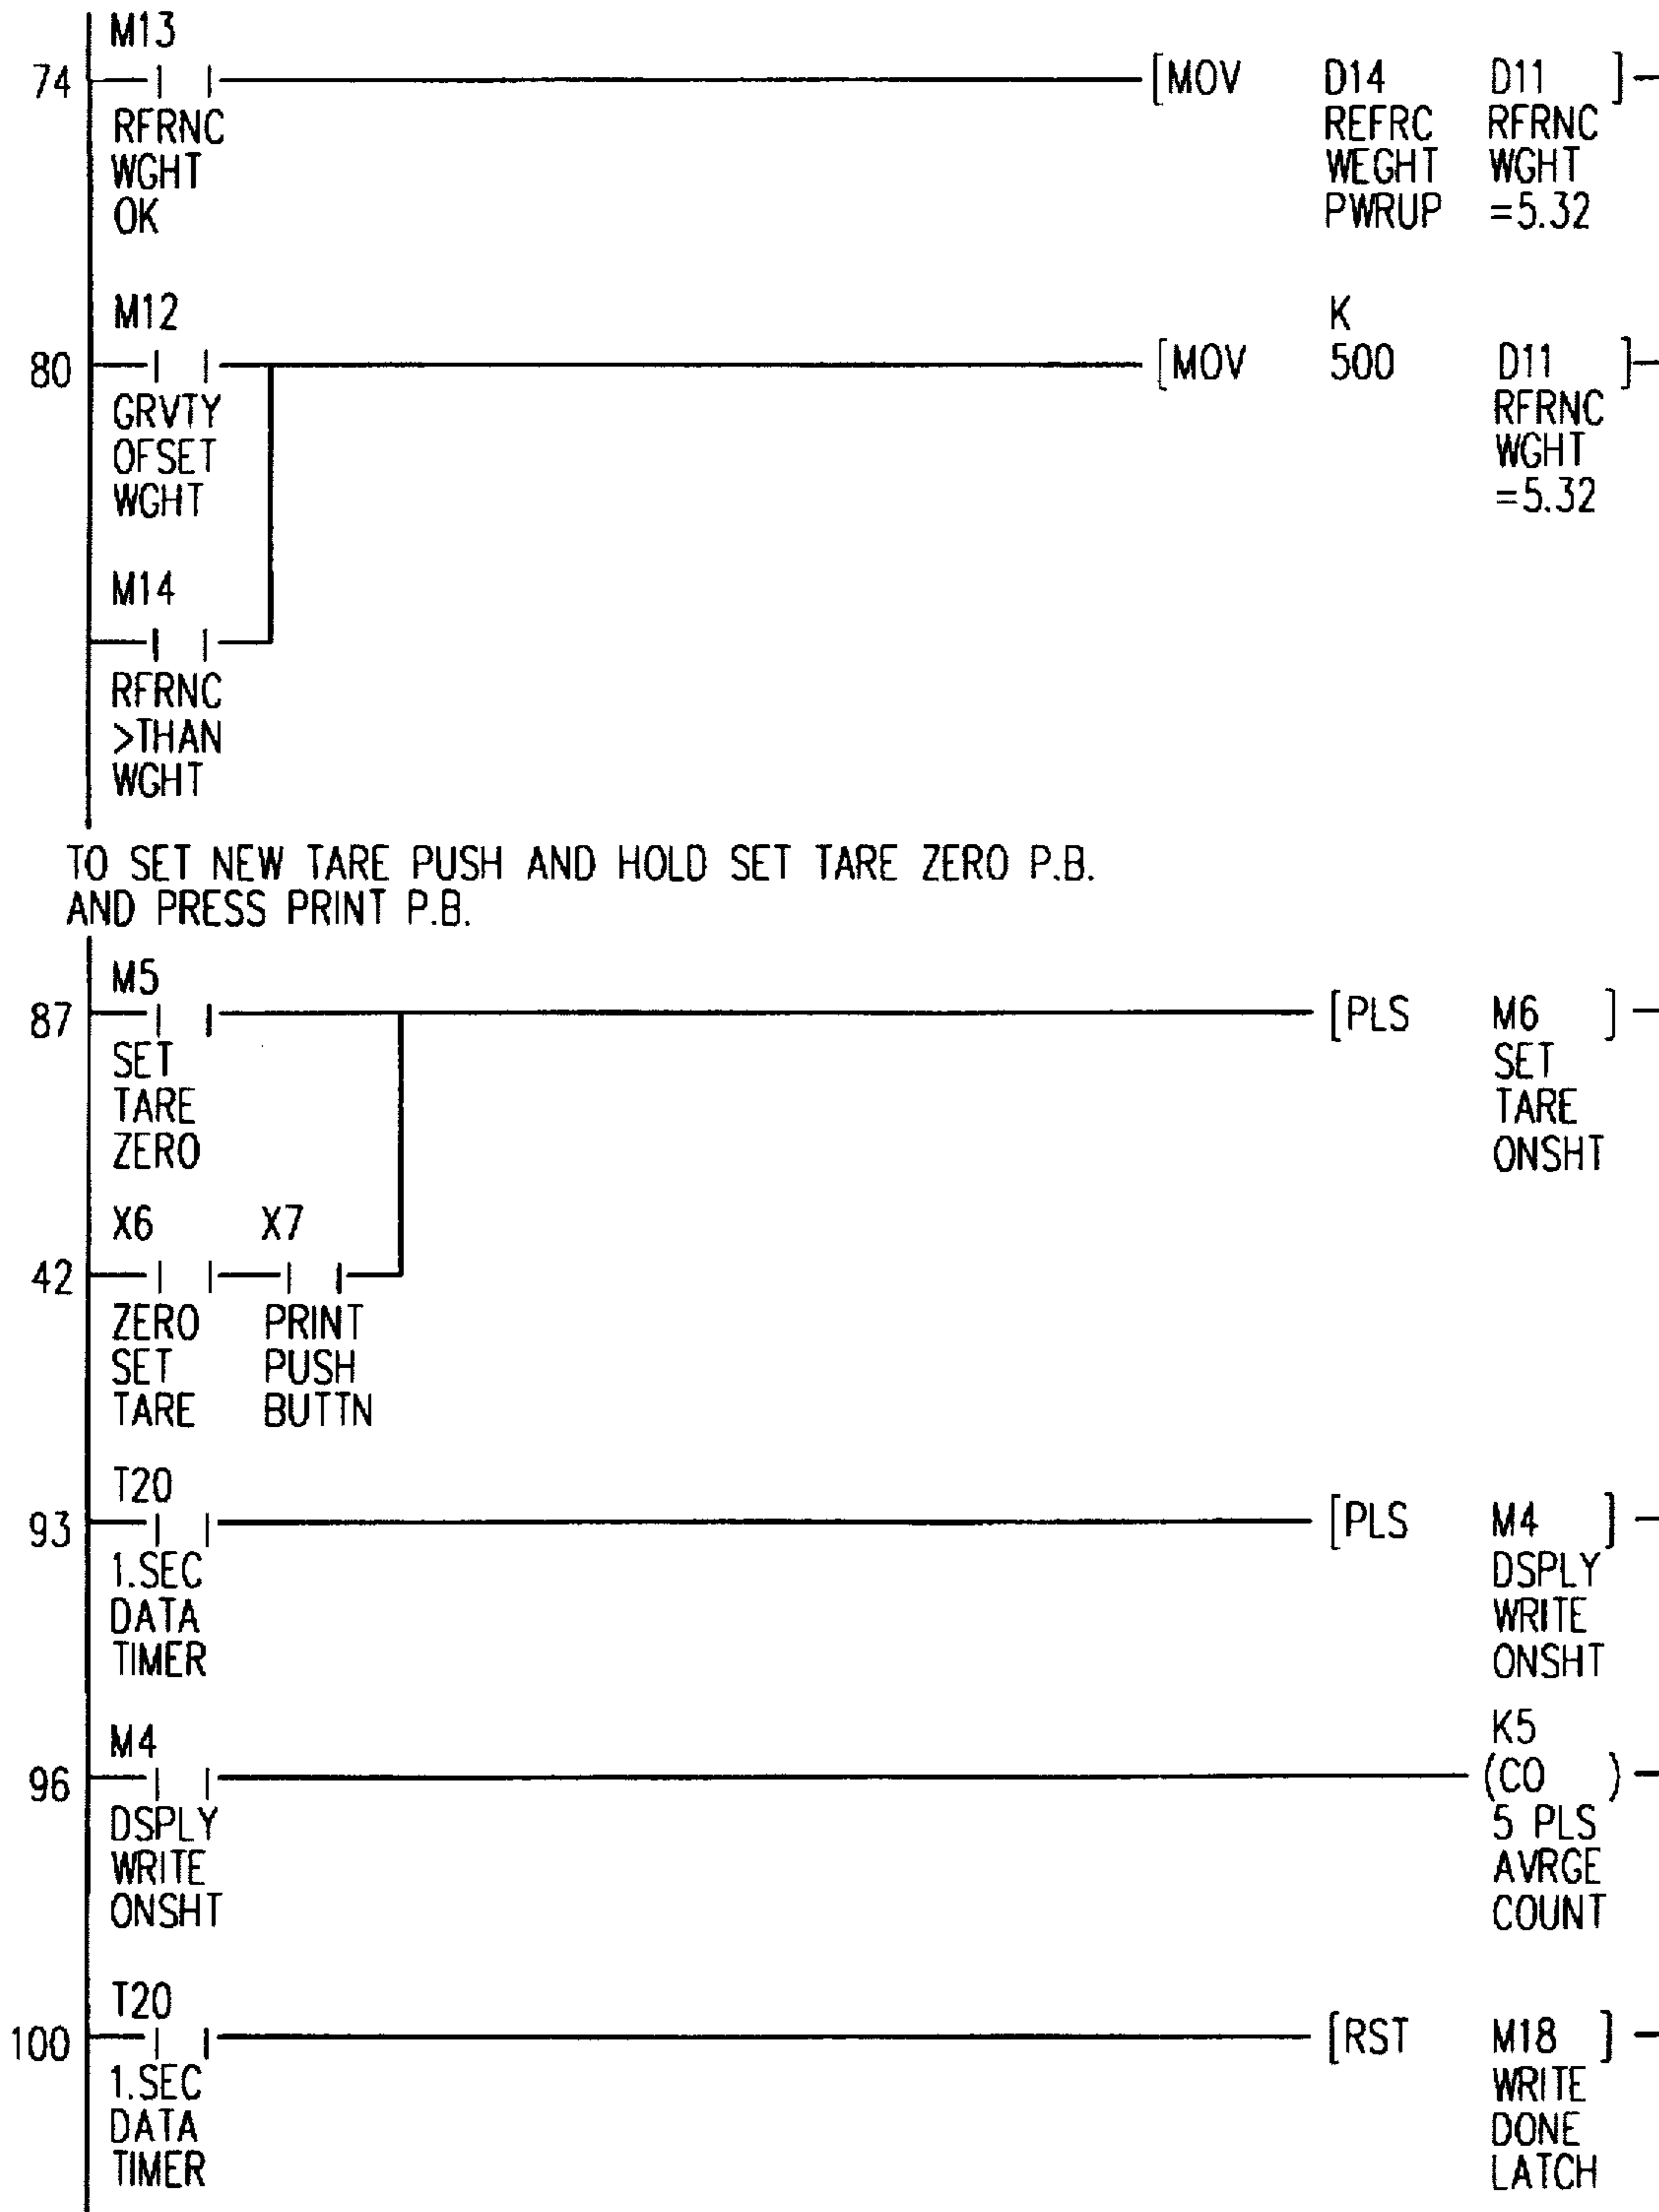 M13
74 [MOV D14 D11 ]
RFRNC REFRC RFRNC
WGHT WEGHT WGHT
OK PWRUP =5.32
M12 K
80 [MOV 500 D11 ]
GRVTY RFRNC
OFSET WGHT
WGHT =5.32
M14
RFRNC
>THAN
WGHT
TO SET NEW TARE PUSH AND HOLD SET TARE ZERO P.B.
AND PRESS PRINT P.B.
M5
87 [PLS M6 ]
SET SET
TARE TARE
ZERO ONSHT
X6 X7
42
ZERO PRINT
SET PUSH
TARE BUTTN
T20
93 [PLS M4 ]
1.SEC DSPLY
DATA WRITE
TIMER ONSHT
M4 K5
96 (CO )
DSPLY 5 PLS
WRITE AVRGE
ONSHT COUNT
T20
100 [RST M18 ]
1.SEC WRITE
DATA DONE
TIMER LATCH